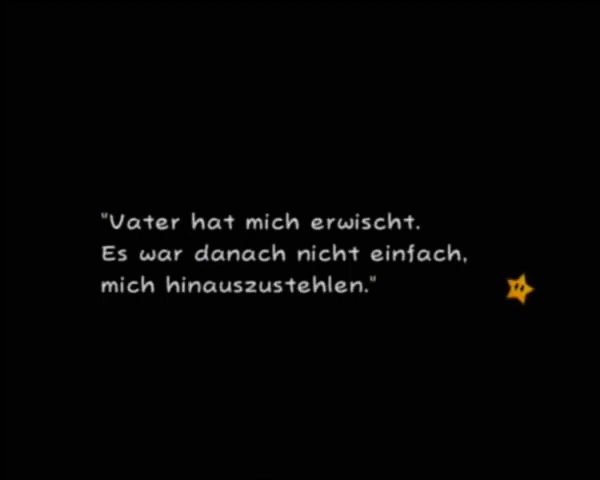 "Vater hat mich erwischt.
Es war danach nicht einfach,
mich hinauszustehlen."